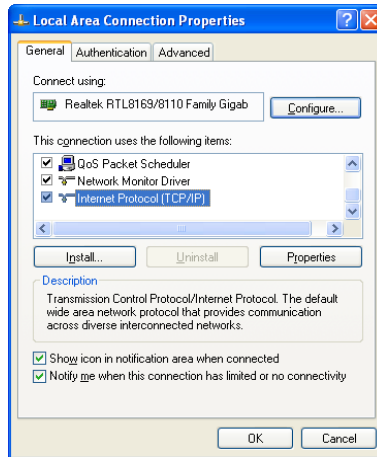 Local Area Connection Properties
General Authentication Advanced
Connect using:
Realtek RTL8169/8110 Family Gigab Configure...
This connection uses the following items:
QoS Packet Scheduler
Network Monitor Driver
Internet Protocol (TCP/IP)
Install... Uninstall Properties
Description
Transmission Control Protocol/Internet Protocol. The default
wide area network protocol that provides communication
across diverse interconnected networks.
Show icon in notification area when connected
Notify me when this connection has limited or no connectivity
OK Cancel